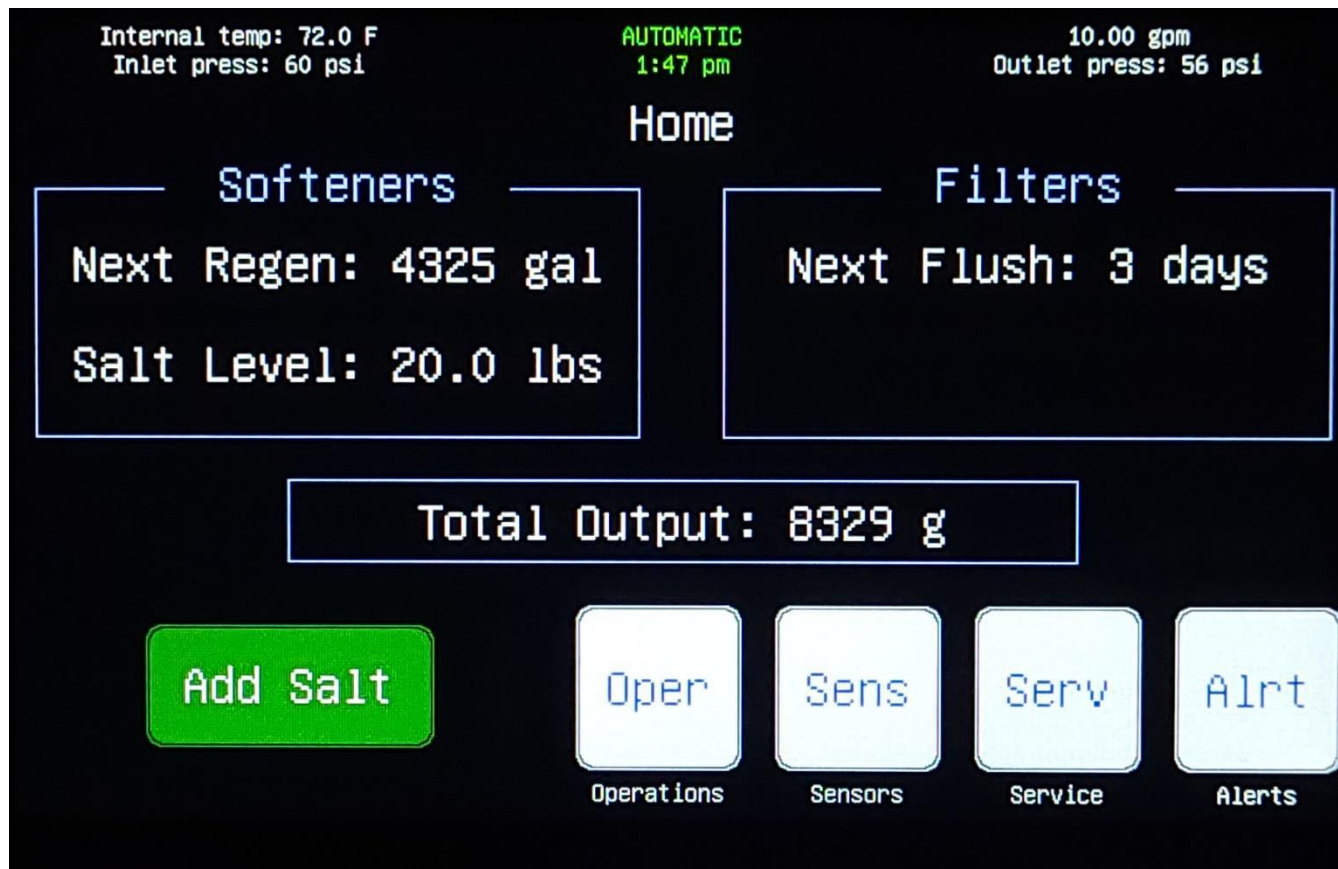 Internal temp: 72.0 F
Inlet press: 60 psi
AUTOMATIC
1:47 pm
10.00 gpm
Outlet press: 56 psi
Home
Softeners
Next Regen: 4325 gal
Salt Level: 20.0 lbs
Filters
Next Flush: 3 days
Total Output: 8329 g
Add Salt
Oper
Sens
Serv
Alrt
Operations
Sensors
Service
Alerts